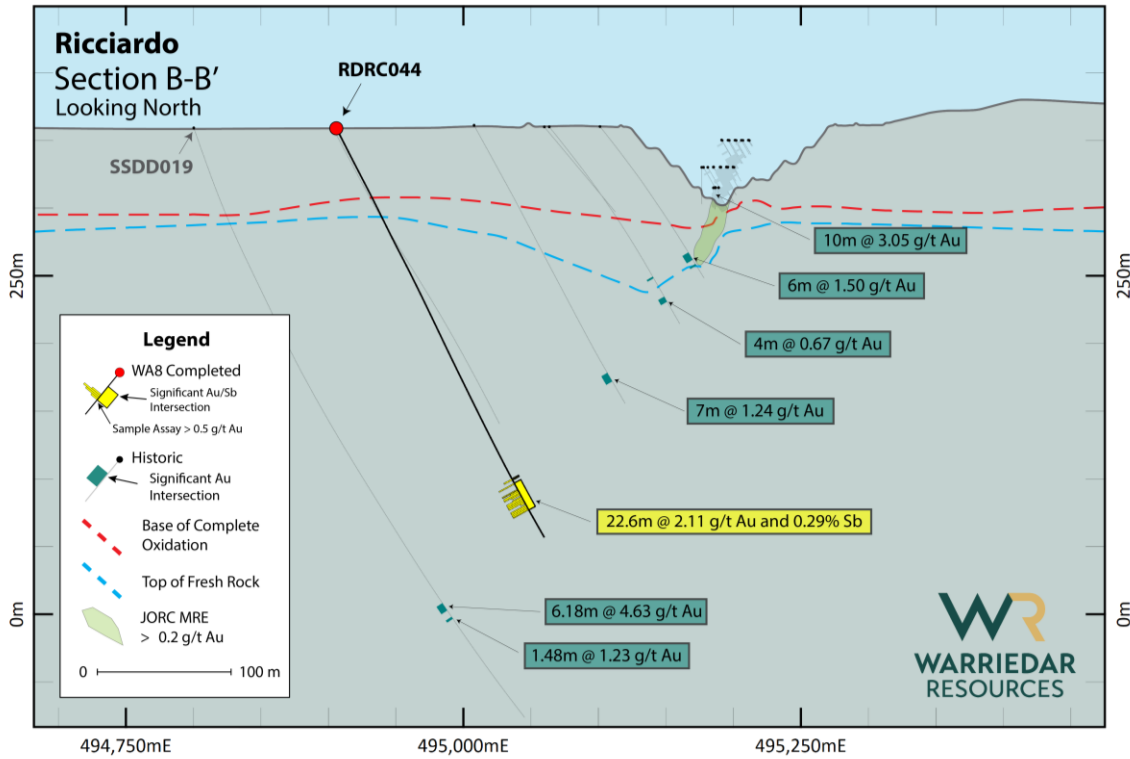 Ricciardo
Section B-B'
Looking North
RDRC044
SSDD019
10m @ 3.05 g/t Au
6m @ 1.50 g/t Au
4m @ 0.67 g/t Au
7m @ 1.24 g/t Au
22.6m @ 2.11 g/t Au and 0.29% Sb
6.18m @ 4.63 g/t Au
1.48m @ 1.23 g/t Au
250m
0m
250m
0m
Legend
WA8 Completed
Significant Au/Sb
Intersection
Sample Assay > 0.5 g/t Au
Historic
Significant Au
Intersection
Base of Complete
Oxidation
Top of Fresh Rock
JORC MRE
> 0.2 g/t Au
0 100 m
WR
WARRIEDAR
RESOURCES
494,750mE
495,000mE
495,250mE